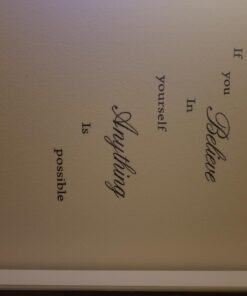 If
you
Believe
In
yourself
Anything
Is
possible